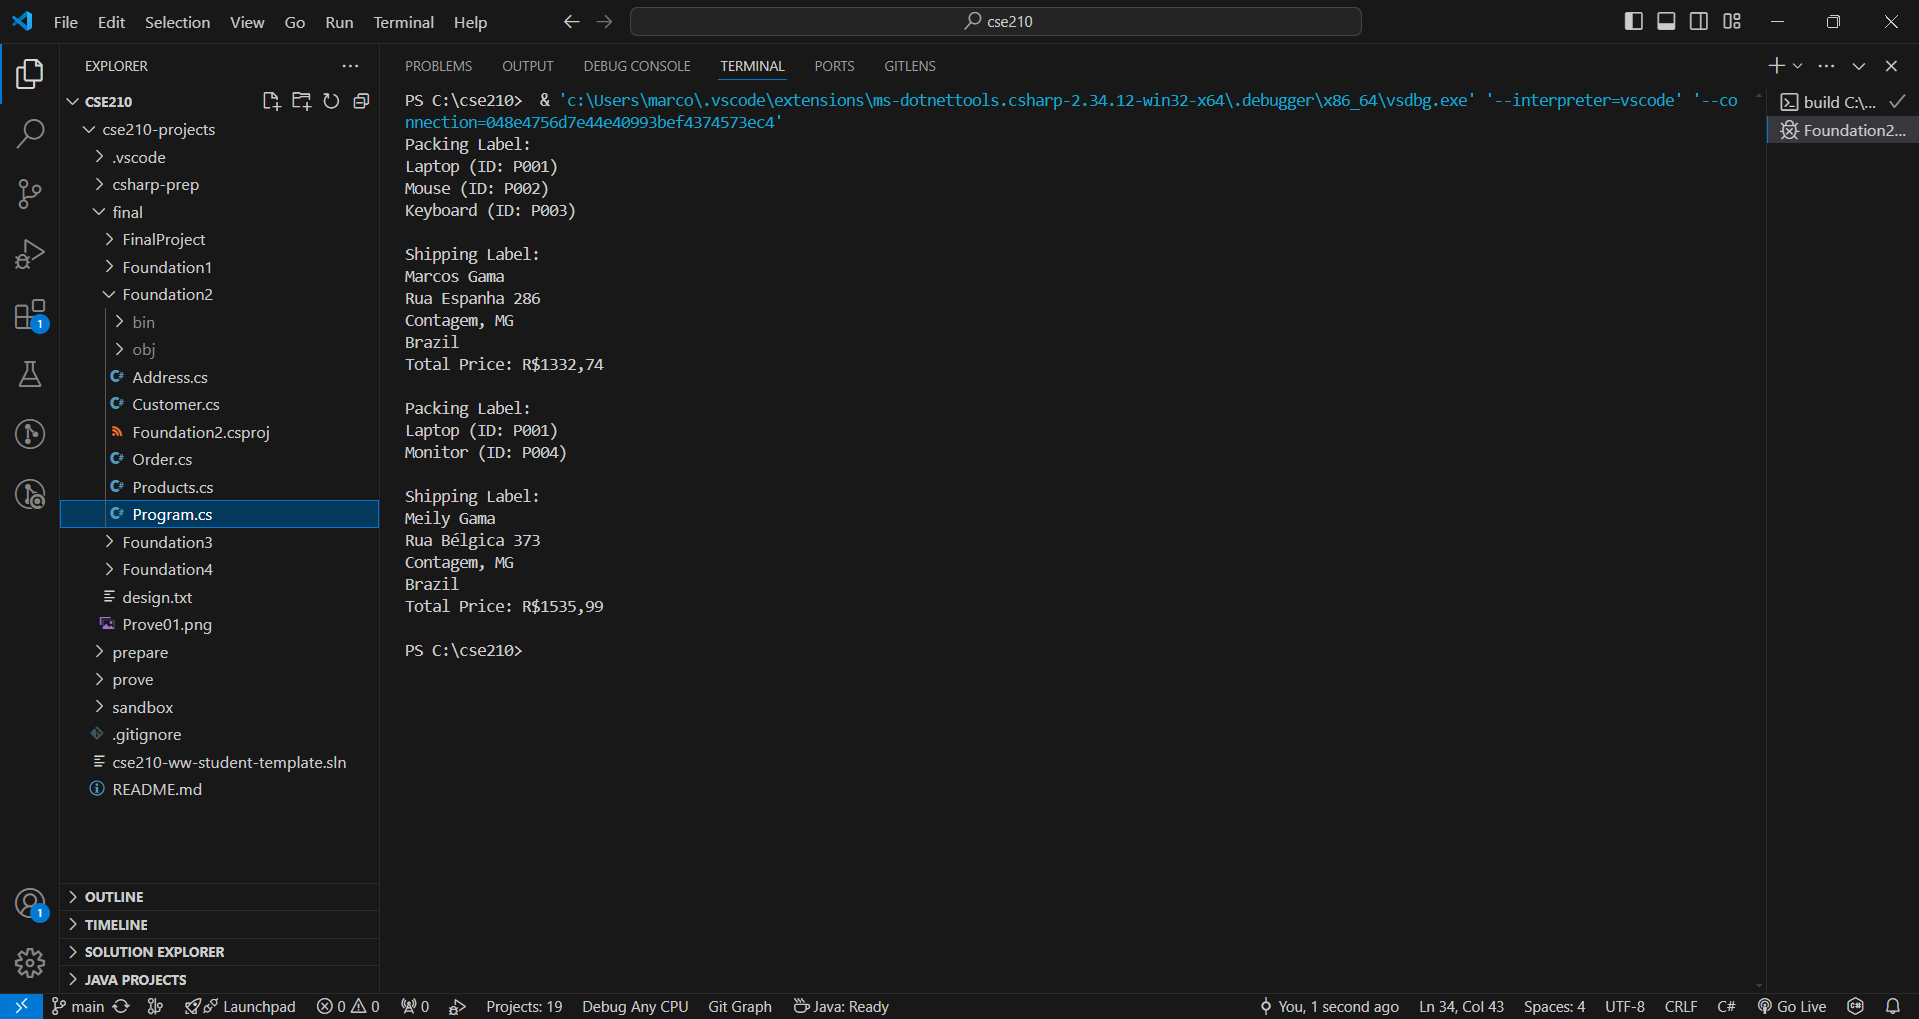 File Edit Selection View Go Run Terminal Help
cse210
EXPLORER
CSE210
cse210-projects
.vscode
csharp-prep
final
FinalProject
Foundation1
Foundation2
bin
obj
C# Address.cs
C# Customer.cs
Foundation2.csproj
C# Order.cs
C# Products.cs
C# Program.cs
Foundation3
Foundation4
design.txt
Prove01.png
prepare
prove
sandbox
.gitignore
cse210-ww-student-template.sln
README.md
OUTLINE
TIMELINE
SOLUTION EXPLORER
JAVA PROJECTS
1
1
PROBLEMS OUTPUT DEBUG CONSOLE TERMINAL PORTS GITLENS
PS C:\cse210> & 'c:\Users\marco\.vscode\extensions\ms-dotnettools.csharp-2.34.12-win32-x64\.debugger\x86_64\vsdbg.exe' '--interpreter=vscode' '--co
nnection=048e4756d7e44e40993bef4374573ec4'
Packing Label:
Laptop (ID: P001)
Mouse (ID: P002)
Keyboard (ID: P003)
Shipping Label:
Marcos Gama
Rua Espanha 286
Contagem, MG
Brazil
Total Price: R$1332,74
Packing Label:
Laptop (ID: P001)
Monitor (ID: P004)
Shipping Label:
Meily Gama
Rua Bélgica 373
Contagem, MG
Brazil
Total Price: R$1535,99
PS C:\cse210>
build C:\...
Foundation2...
main Launchpad 0 0 0 Projects: 19 Debug Any CPU Git Graph Java: Ready You, 1 second ago Ln 34, Col 43 Spaces: 4 UTF-8 CRLF C# Go Live